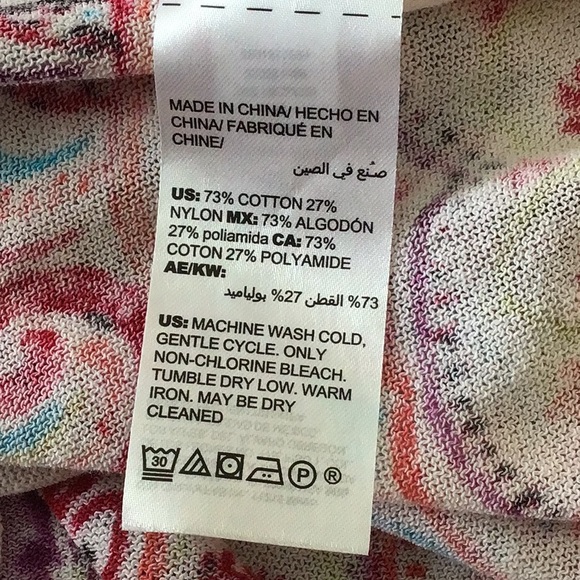 MADE IN CHINA/ HECHO EN
CHINA/ FABRIQUÉ EN
CHINE/
صُنع في الصين
US: 73% COTTON 27%
NYLON MX: 73% ALGODÓN
27% poliamida CA: 73%
COTON 27% POLYAMIDE
AE/KW:
73% القطن 27% بولياميد
US: MACHINE WASH COLD,
GENTLE CYCLE. ONLY
NON-CHLORINE BLEACH.
TUMBLE DRY LOW. WARM
IRON. MAY BE DRY
CLEANED
30 P ®